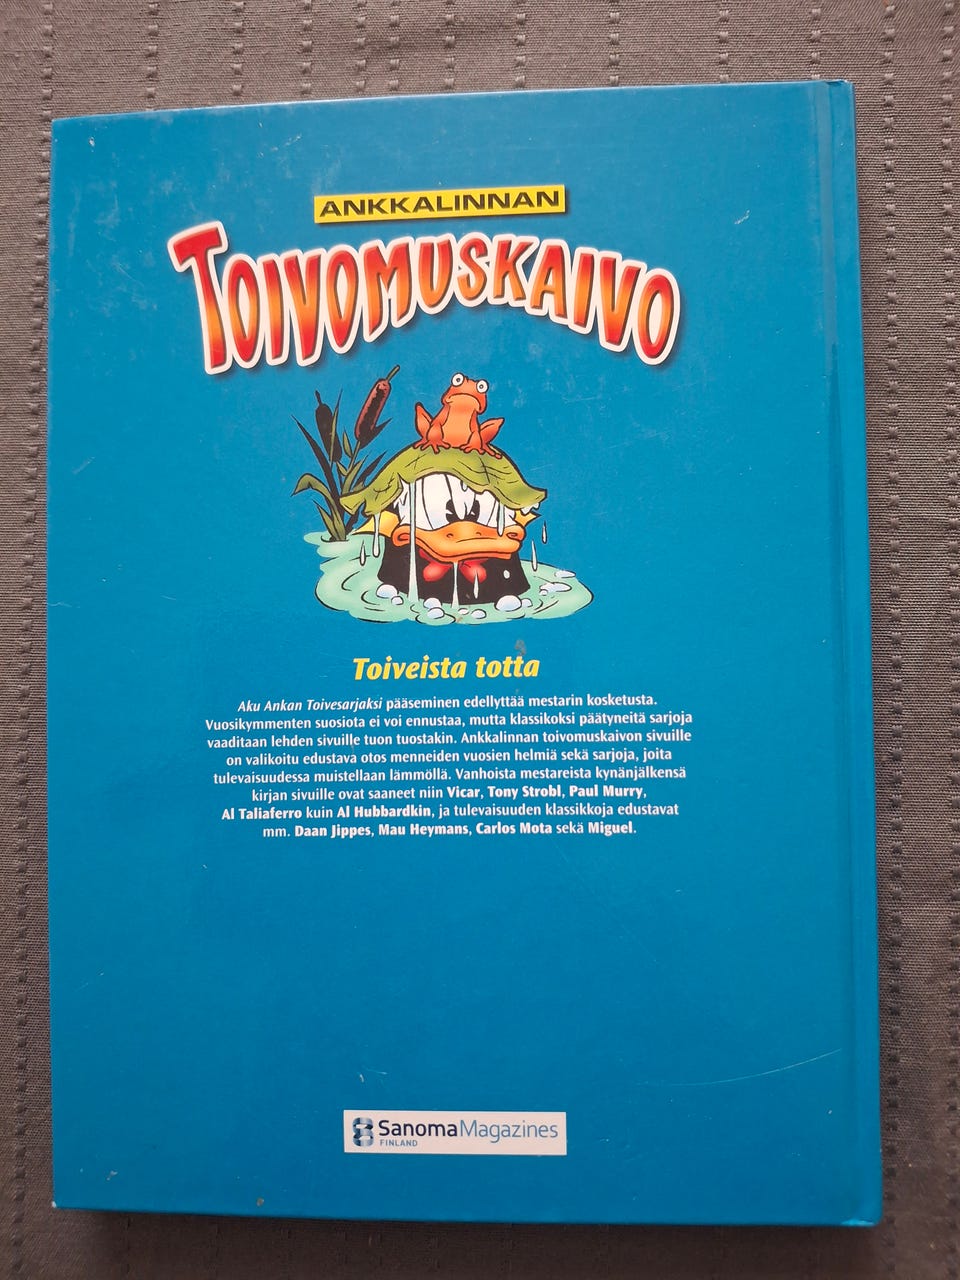 ANKKALINNAN
TOIVOMUSKAIVO
Toiveista totta
Aku Ankan Toivesarjaksi pääseminen edellyttää mestarin kosketusta.
Vuosikymmenten suosiota ei voi ennustaa, mutta klassikoksi päätyneitä sarjoja
vaaditaan lehden sivuille tuon tuostakin. Ankkalinnan toivomuskaivon sivuille
on valikoitu edustava otos menneiden vuosien helmiä sekä sarjoja, joita
tulevaisuudessa muistellaan lämmöllä. Vanhoista mestareista kynänjälkensä
kirjan sivuille ovat saaneet niin Vicar, Tony Strobl, Paul Murry,
Al Taliaferro kuin Al Hubbardkin, ja tulevaisuuden klassikkoja edustavat
mm. Daan Jippes, Mau Heymans, Carlos Mota sekä Miguel.
SanomaMagazines
FINLAND